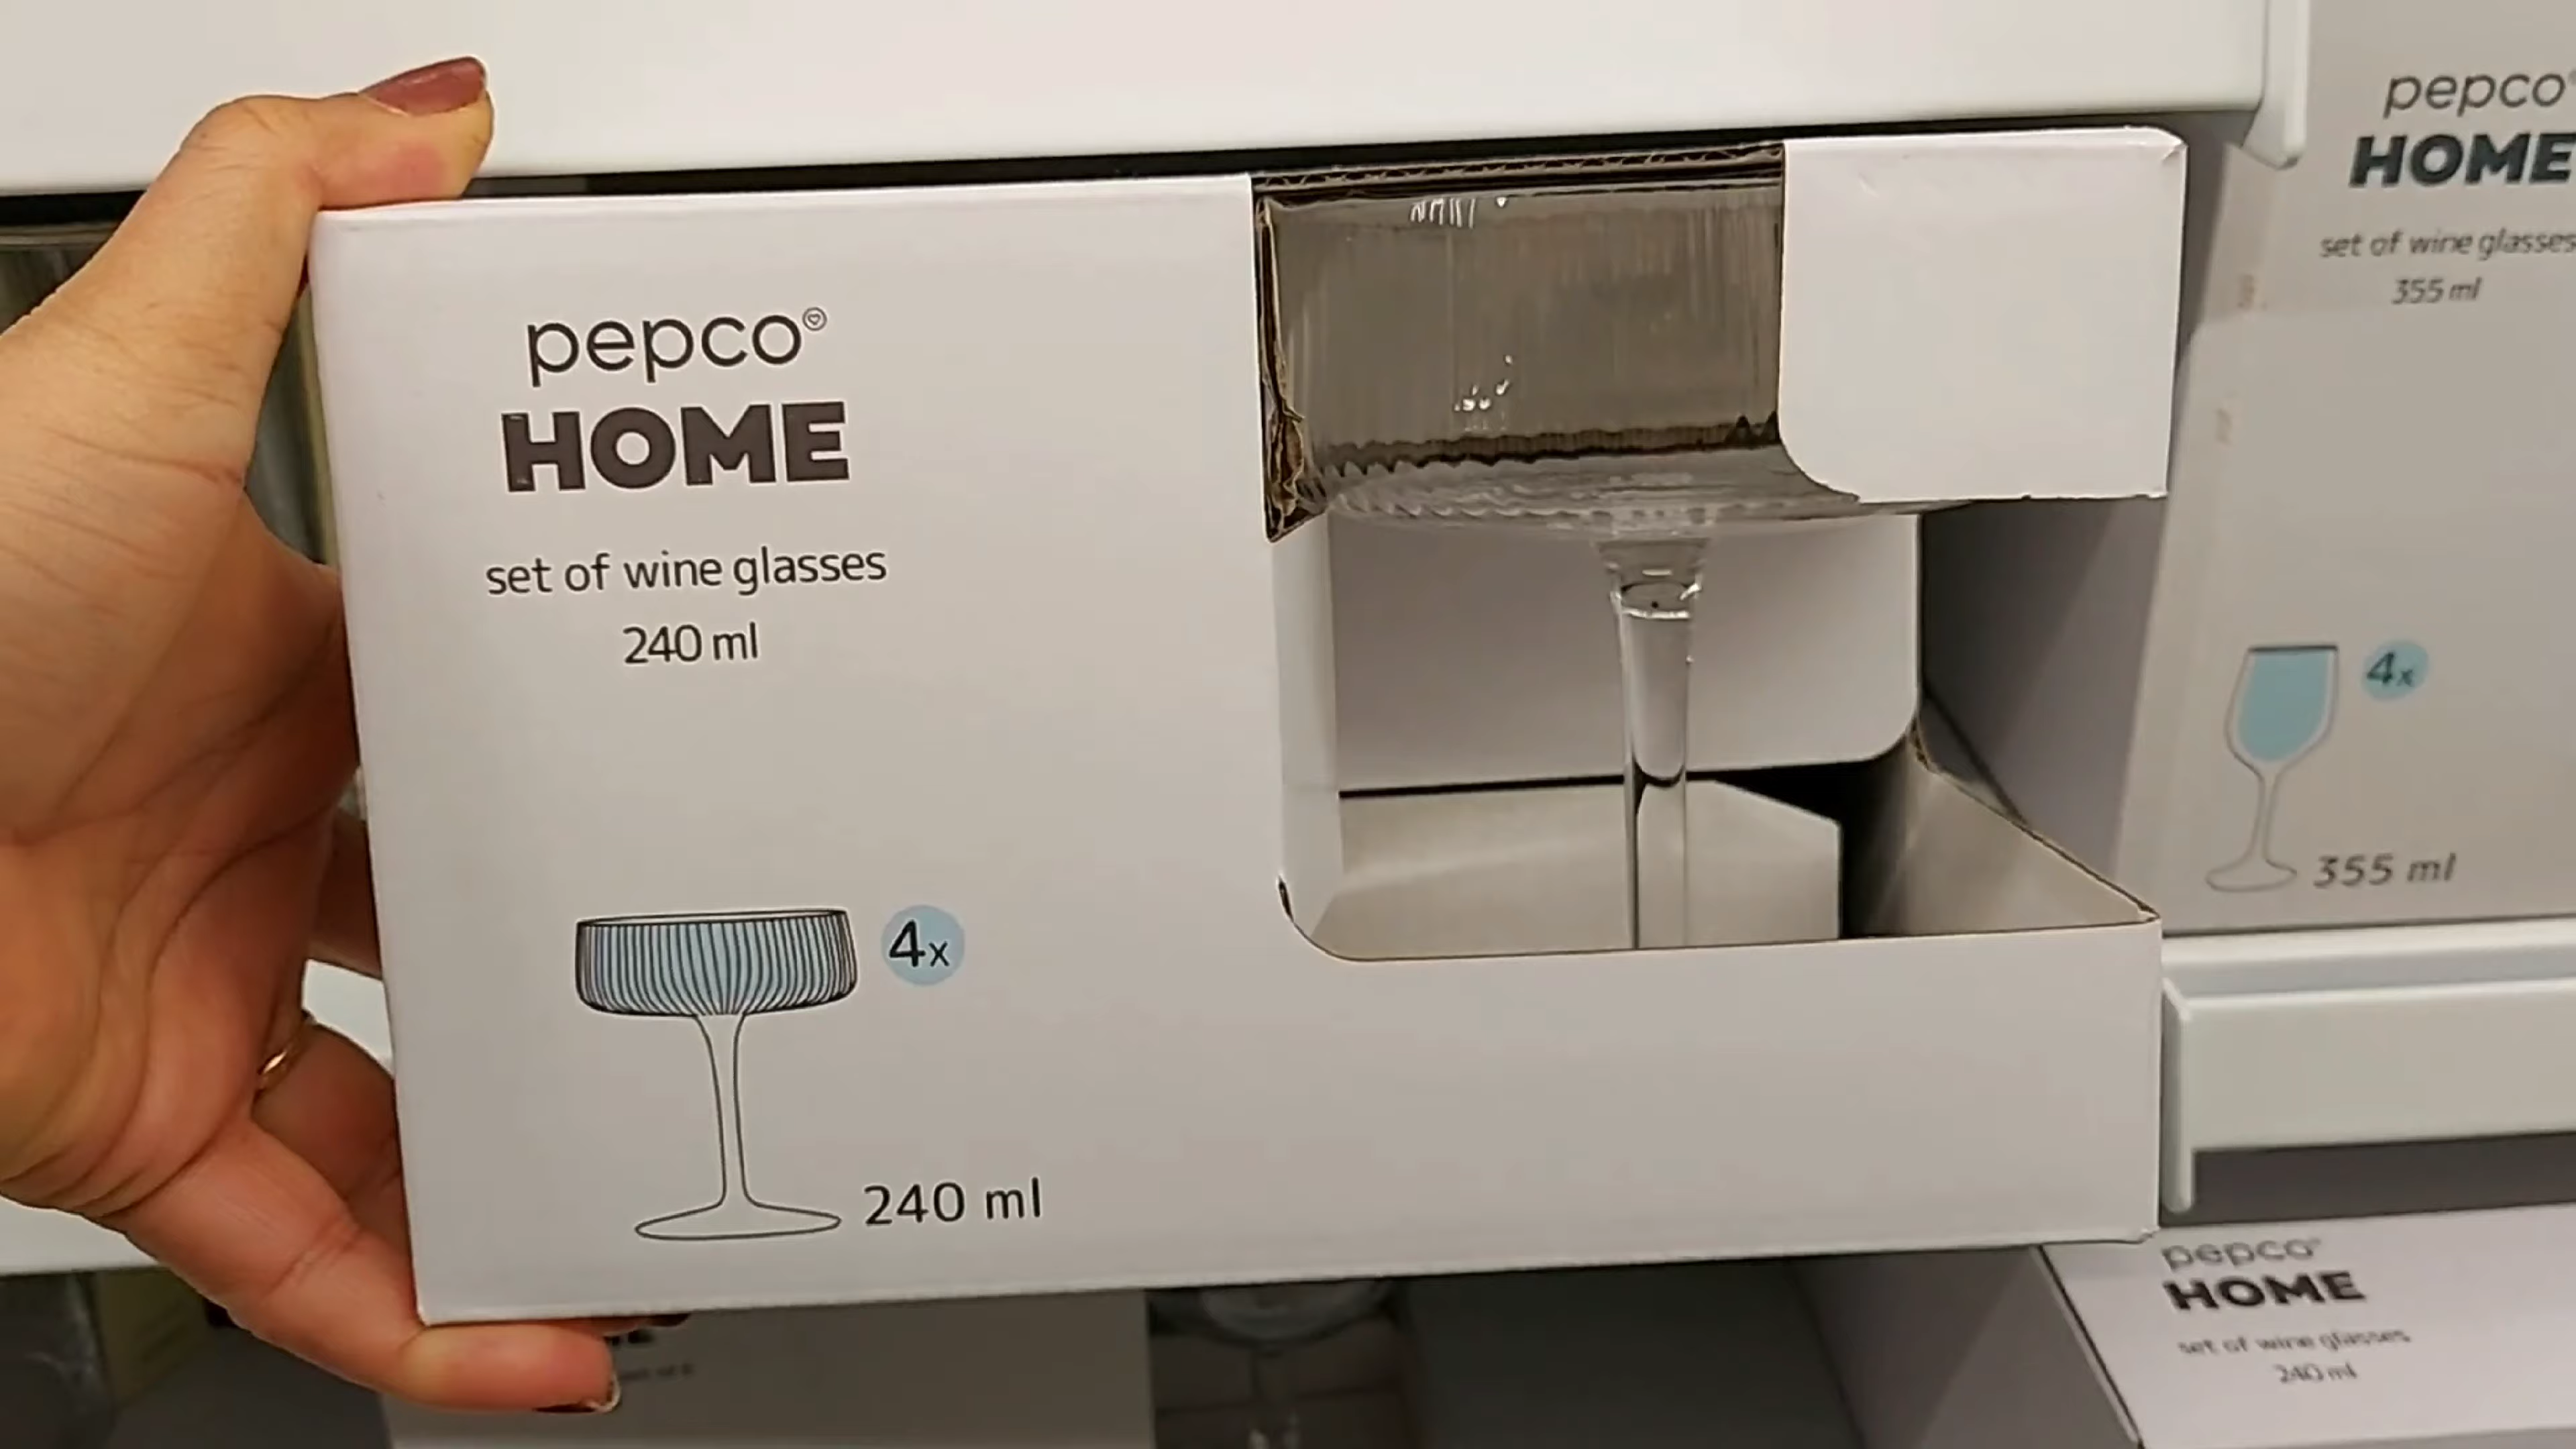 pepco
HOME
set of wine glasses
240 ml
4x
240 ml
pepco
HOME
set of wine glasses
355 ml
4x
355 ml
pepco
HOME
set of wine glasses
240 ml